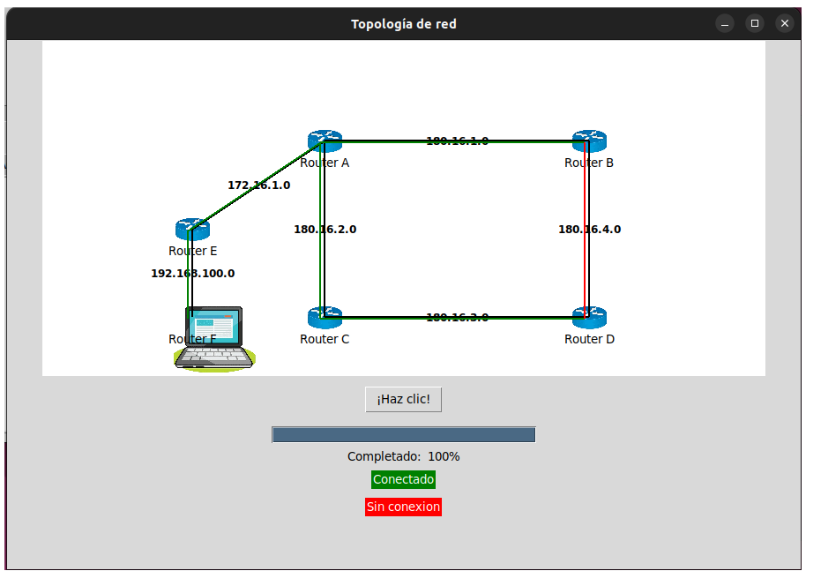 Topología de red
180.16.1.0
Router A
Router B
172.16.1.0
180.16.2.0
180.16.4.0
Router E
192.168.100.0
180.16.3.0
Router F
Router C
Router D
¡Haz clic!
Completado: 100%
Conectado
Sin conexion